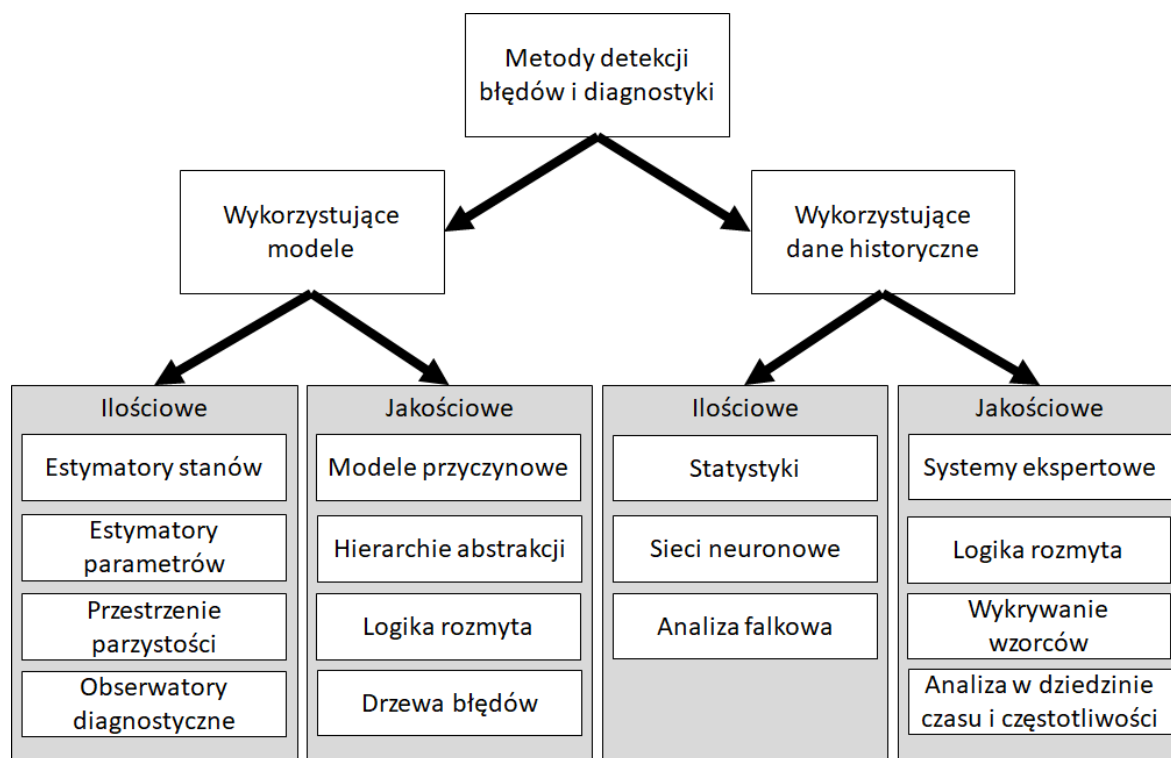 Metody detekcji
błędów i diagnostyki
Wykorzystujące
modele
Wykorzystujące
dane historyczne
Ilościowe
Estymatory stanów
Estymatory
parametrów
Przestrzenie
parzystości
Obserwatory
diagnostyczne
Jakościowe
Modele przyczynowe
Hierarchie abstrakcji
Logika rozmyta
Drzewa błędów
Ilościowe
Statystyki
Sieci neuronowe
Analiza falkowa
Jakościowe
Systemy ekspertowe
Logika rozmyta
Wykrywanie
wzorców
Analiza w dziedzinie
czasu i częstotliwości